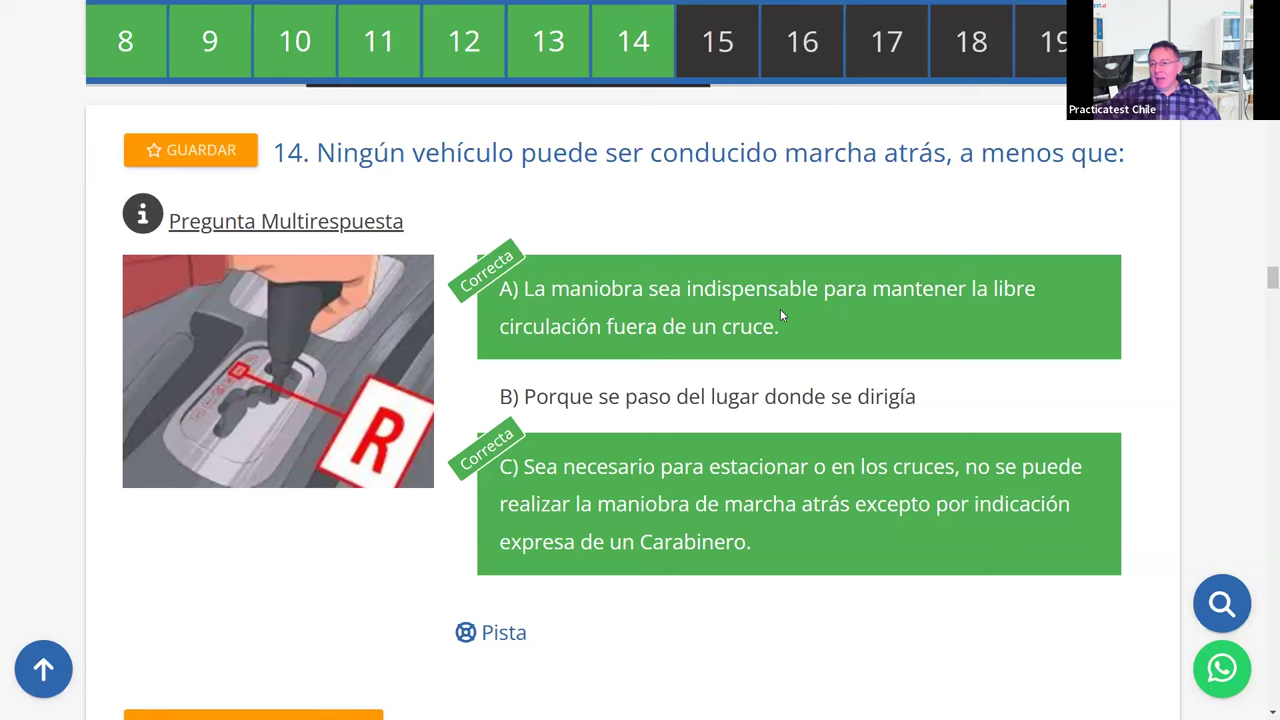 8 9 10 11 12 13 14 15 16 17 18 19
Practicatest Chile
GUARDAR
14. Ningún vehículo puede ser conducido marcha atrás, a menos que:
Pregunta Multirespuesta
Correcta
A) La maniobra sea indispensable para mantener la libre
circulación fuera de un cruce.
B) Porque se paso del lugar donde se dirigía
Correcta
C) Sea necesario para estacionar o en los cruces, no se puede
realizar la maniobra de marcha atrás excepto por indicación
expresa de un Carabinero.
R
Pista